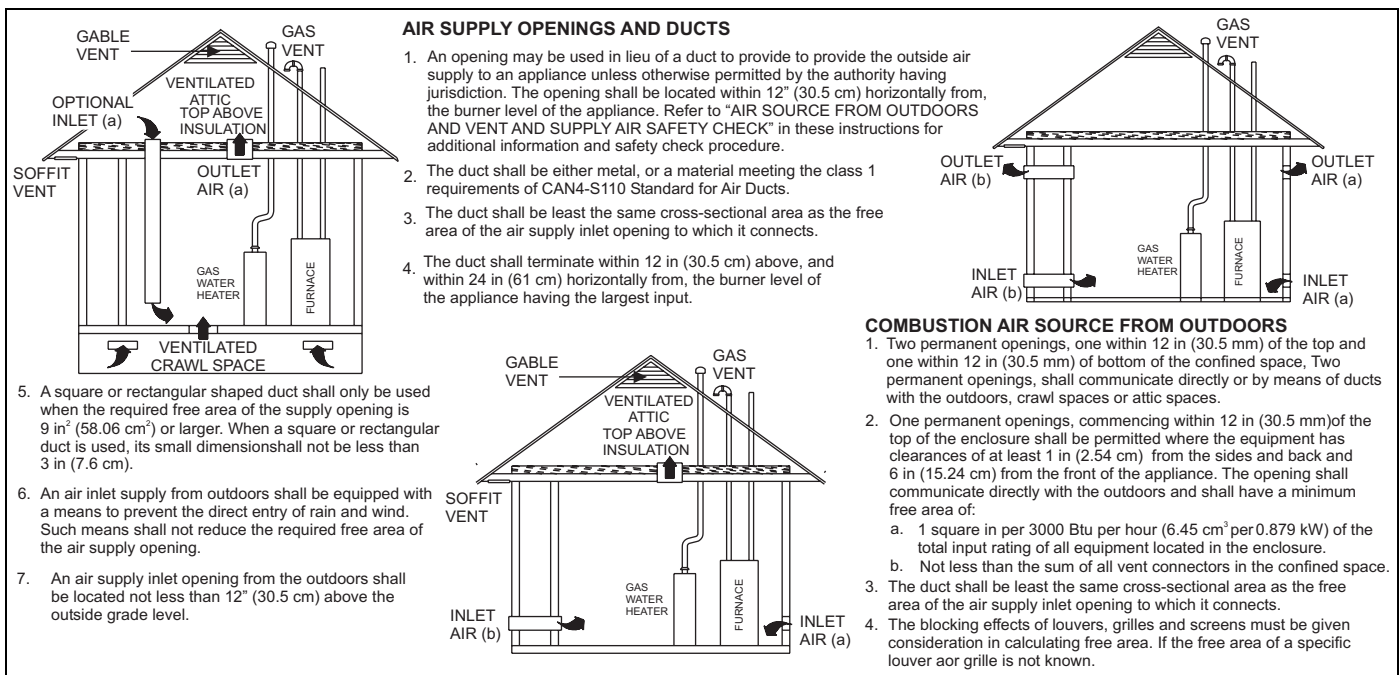 GABLE
VENT
GAS
VENT
VENTILATED
ATTIC
TOP ABOVE
INSULATION
OPTIONAL
INLET (a)
SOFFIT
VENT
OUTLET
AIR (a)
GAS
WATER
HEATER
FURNACE
VENTILATED
CRAWL SPACE
AIR SUPPLY OPENINGS AND DUCTS
1. An opening may be used in lieu of a duct to provide to provide the outside air
supply to an appliance unless otherwise permitted by the authority having
jurisdiction. The opening shall be located within 12” (30.5 cm) horizontally from,
the burner level of the appliance. Refer to “AIR SOURCE FROM OUTDOORS
AND VENT AND SUPPLY AIR SAFETY CHECK” in these instructions for
additional information and safety check procedure.
2. The duct shall be either metal, or a material meeting the class 1
requirements of CAN4-S110 Standard for Air Ducts.
3. The duct shall be least the same cross-sectional area as the free
area of the air supply inlet opening to which it connects.
4. The duct shall terminate within 12 in (30.5 cm) above, and
within 24 in (61 cm) horizontally from, the burner level of
the appliance having the largest input.
5. A square or rectangular shaped duct shall only be used
when the required free area of the supply opening is
9 in² (58.06 cm²) or larger. When a square or rectangular
duct is used, its small dimensionshall not be less than
3 in (7.6 cm).
6. An air inlet supply from outdoors shall be equipped with
a means to prevent the direct entry of rain and wind.
Such means shall not reduce the required free area of
the air supply opening.
7. An air supply inlet opening from the outdoors shall
be located not less than 12” (30.5 cm) above the
outside grade level.
GABLE
VENT
GAS
VENT
VENTILATED
ATTIC
TOP ABOVE
INSULATION
SOFFIT
VENT
GAS
WATER
HEATER
FURNACE
INLET
AIR (b)
INLET
AIR (a)
GAS
VENT
OUTLET
AIR (b)
OUTLET
AIR (a)
GAS
WATER
HEATER
FURNACE
INLET
AIR (b)
INLET
AIR (a)
COMBUSTION AIR SOURCE FROM OUTDOORS
1. Two permanent openings, one within 12 in (30.5 mm) of the top and
one within 12 in (30.5 mm) of bottom of the confined space, Two
permanent openings, shall communicate directly or by means of ducts
with the outdoors, crawl spaces or attic spaces.
2. One permanent openings, commencing within 12 in (30.5 mm)of the
top of the enclosure shall be permitted where the equipment has
clearances of at least 1 in (2.54 cm) from the sides and back and
6 in (15.24 cm) from the front of the appliance. The opening shall
communicate directly with the outdoors and shall have a minimum
free area of:
a. 1 square in per 3000 Btu per hour (6.45 cm³ per 0.879 kW) of the
total input rating of all equipment located in the enclosure.
b. Not less than the sum of all vent connectors in the confined space.
3. The duct shall be least the same cross-sectional area as the free
area of the air supply inlet opening to which it connects.
4. The blocking effects of louvers, grilles and screens must be given
consideration in calculating free area. If the free area of a specific
louver aor grille is not known.